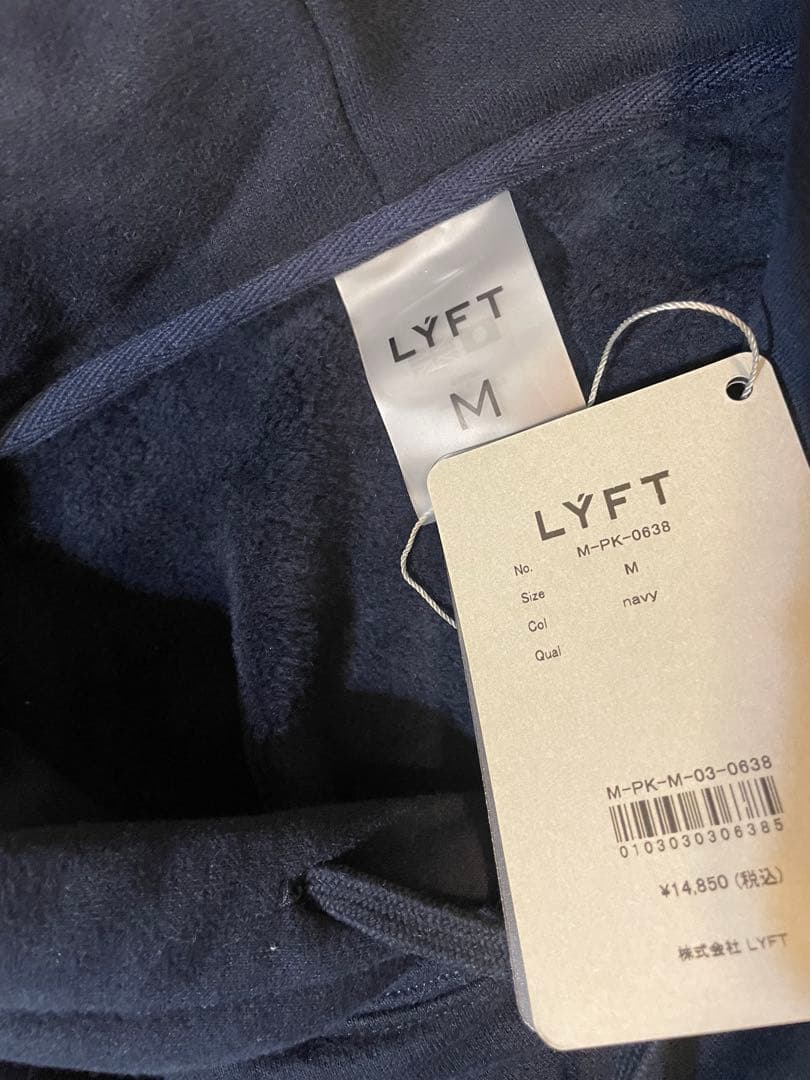 LÝFT
M
LÝFT
No. M-PK-0638
Size M
Col navy
Qual
M-PK-M-03-0638
0103030306385
¥14,850 (税込)
株式会社 LYFT